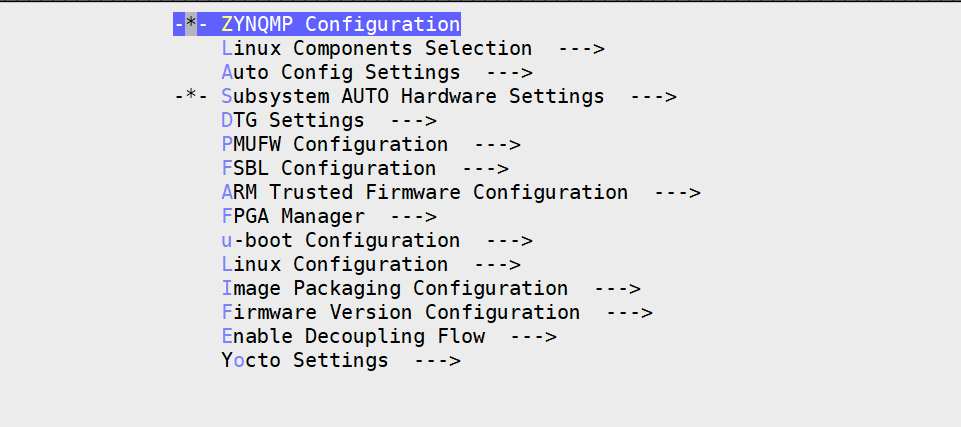 -*- ZYNQMP Configuration
Linux Components Selection  --->
Auto Config Settings  --->
-*- Subsystem AUTO Hardware Settings  --->
DTG Settings  --->
PMUFW Configuration  --->
FSBL Configuration  --->
ARM Trusted Firmware Configuration  --->
FPGA Manager  --->
u-boot Configuration  --->
Linux Configuration  --->
Image Packaging Configuration  --->
Firmware Version Configuration  --->
Enable Decoupling Flow  --->
Yocto Settings  --->